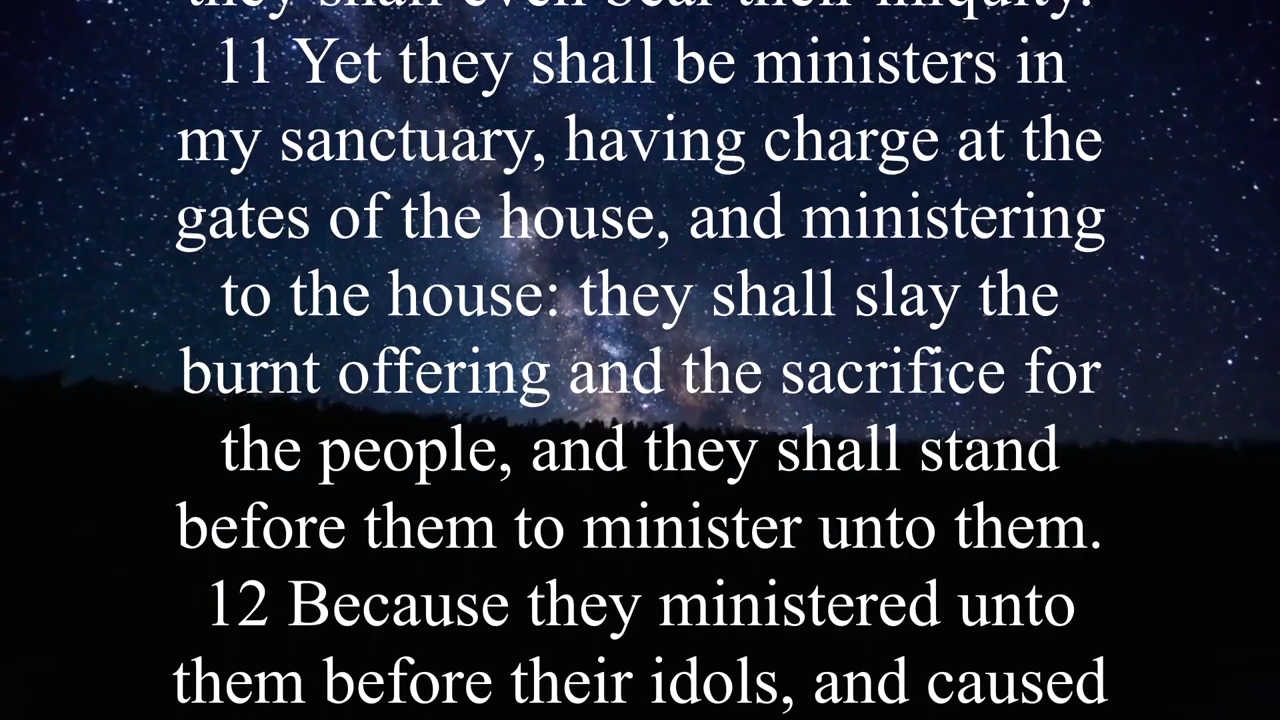 they shall even bear their iniquity.
11 Yet they shall be ministers in
my sanctuary, having charge at the
gates of the house, and ministering
to the house: they shall slay the
burnt offering and the sacrifice for
the people, and they shall stand
before them to minister unto them.
12 Because they ministered unto
them before their idols, and caused